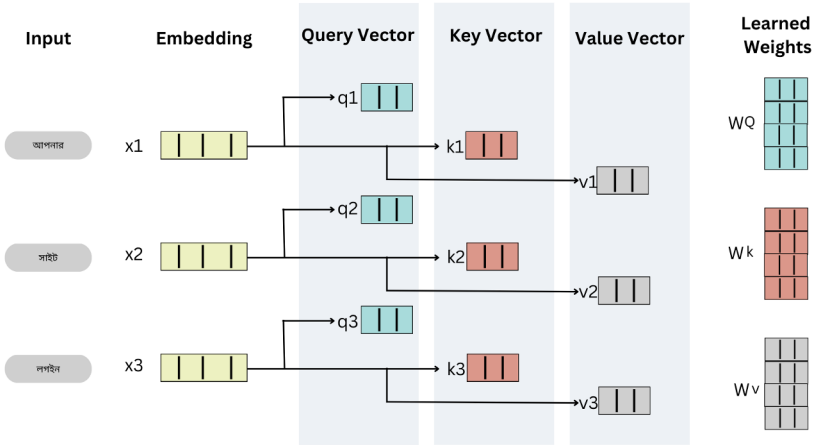 Input
Embedding
Query Vector
Key Vector
Value Vector
Learned
Weights
q1
আপনার
x1
k1
v1
WQ
q2
সাইট
x2
k2
v2
Wk
q3
লগইন
x3
k3
v3
Wv